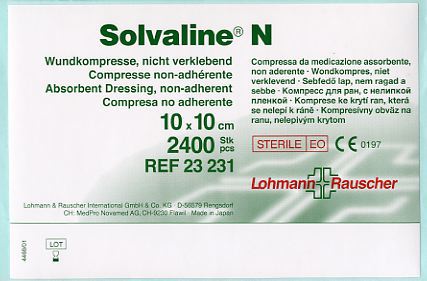 Solvaline® N
Wundkompresse, nicht verklebend
Compresse non-adhérente
Absorbent Dressing, non-adherent
Compresa no adherente
10 x 10 cm
2400 Stk pcs
REF 23 231
Compressa da medicazione assorbente,
non aderente · Wondkompres, niet
verklevend · Sebfedő lap, nem ragad a
sebbe · Компресс для ран, с нелипкой
пленкой · Komprese ke krytí ran, která
se nelepí k ráně · Kompresívny obväz na
ranu, nelepivým krytom
STERILE EO CE 0197
Lohmann Rauscher
Lohmann & Rauscher International GmbH & Co. KG · D-56579 Rengsdorf
CH: MedPro Novamed AG, CH-9230 Flawil · Made in Japan
LOT
4468/01